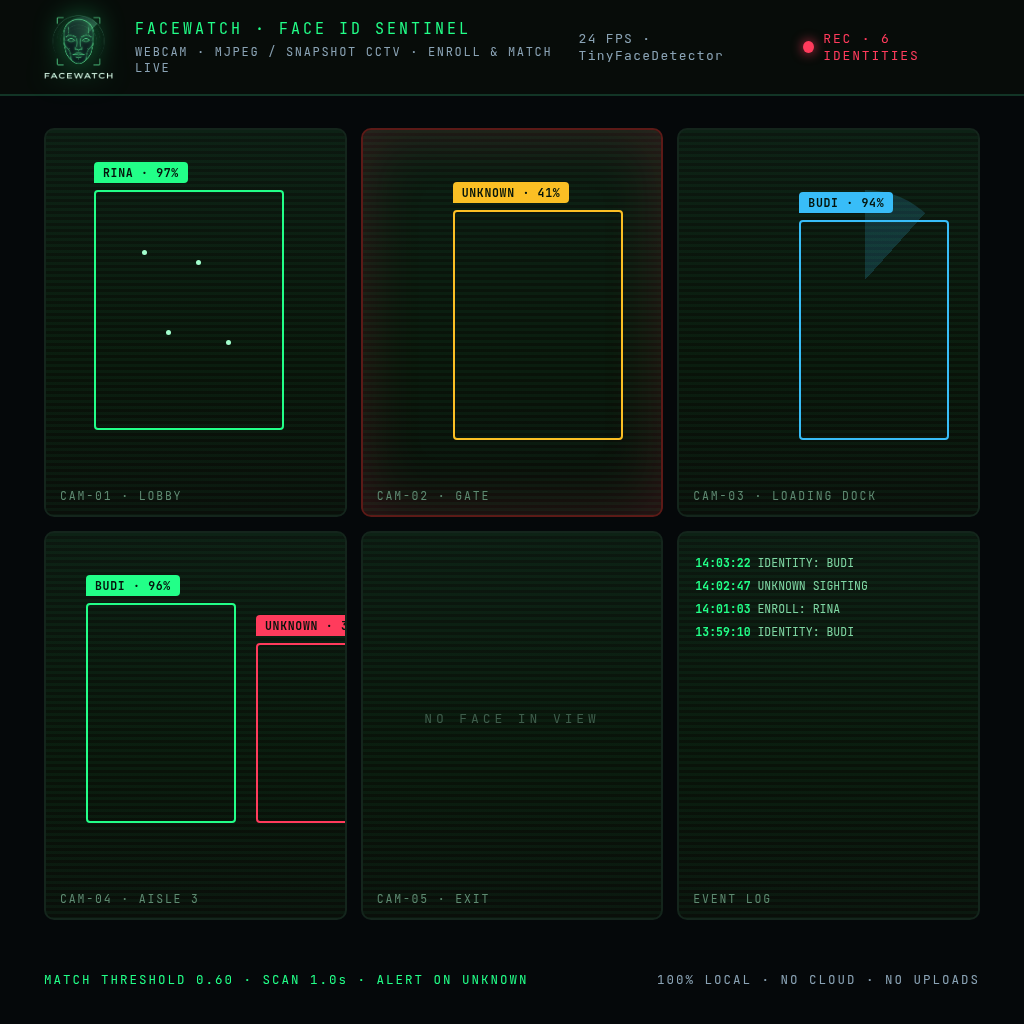 FACEWATCH
FACEWATCH · FACE ID SENTINEL
WEBCAM · MJPEG / SNAPSHOT CCTV · ENROLL & MATCH
LIVE
24 FPS ·
TinyFaceDetector
REC · 6
IDENTITIES
RINA · 97%
CAM-01 · LOBBY
UNKNOWN · 41%
CAM-02 · GATE
BUDI · 94%
CAM-03 · LOADING DOCK
BUDI · 96%
UNKNOWN ·
CAM-04 · AISLE 3
NO FACE IN VIEW
CAM-05 · EXIT
14:03:22 IDENTITY: BUDI
14:02:47 UNKNOWN SIGHTING
14:01:03 ENROLL: RINA
13:59:10 IDENTITY: BUDI
EVENT LOG
MATCH THRESHOLD 0.60 · SCAN 1.0s · ALERT ON UNKNOWN
100% LOCAL · NO CLOUD · NO UPLOADS